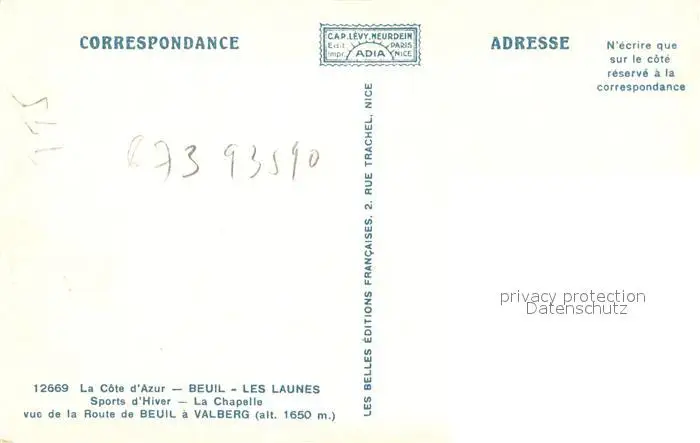 CORRESPONDANCE
CAP. LÉVY, NEURDEIN
Edit. PARIS
Impr. ADIA NICE
ADRESSE
N'écrire que
sur le côté
réservé à la
correspondance
LES BELLES ÉDITIONS FRANÇAISES, 2, RUE TRACHEL, NICE
93590
privacy protection
Datenschutz
12669 La Côte d'Azur — BEUIL - LES LAUNES
Sports d'Hiver — La Chapelle
vue de la Route de BEUIL à VALBERG (alt. 1650 m.)